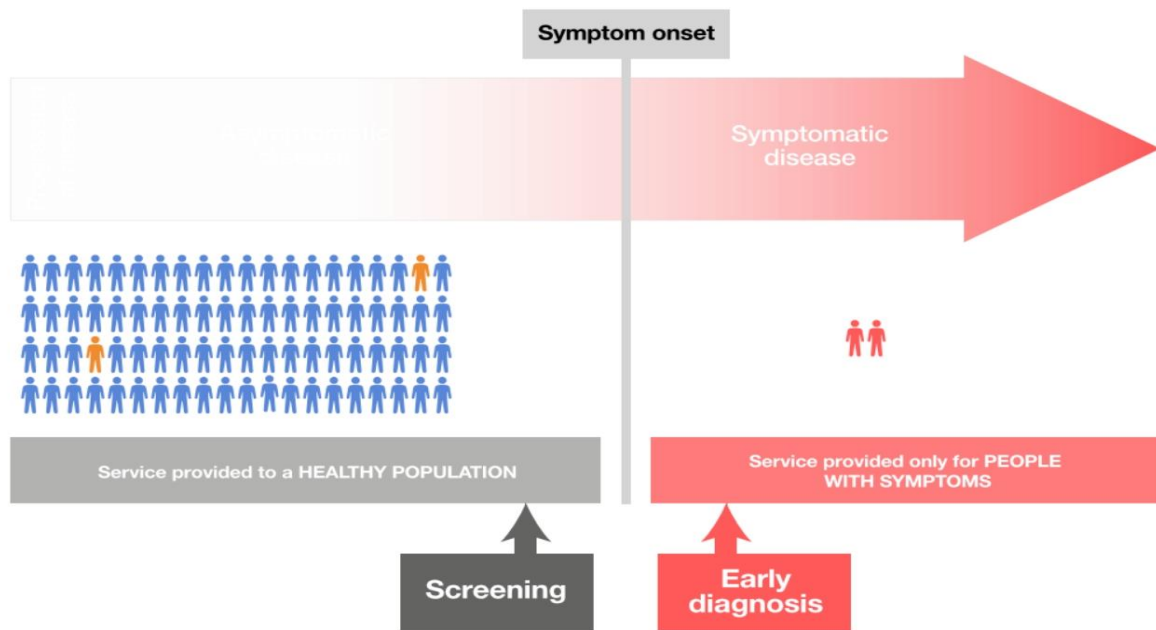 Symptom onset
Symptomatic
disease
Service provided to a HEALTHY POPULATION
Service provided only for PEOPLE
WITH SYMPTOMS
Screening
Early
diagnosis